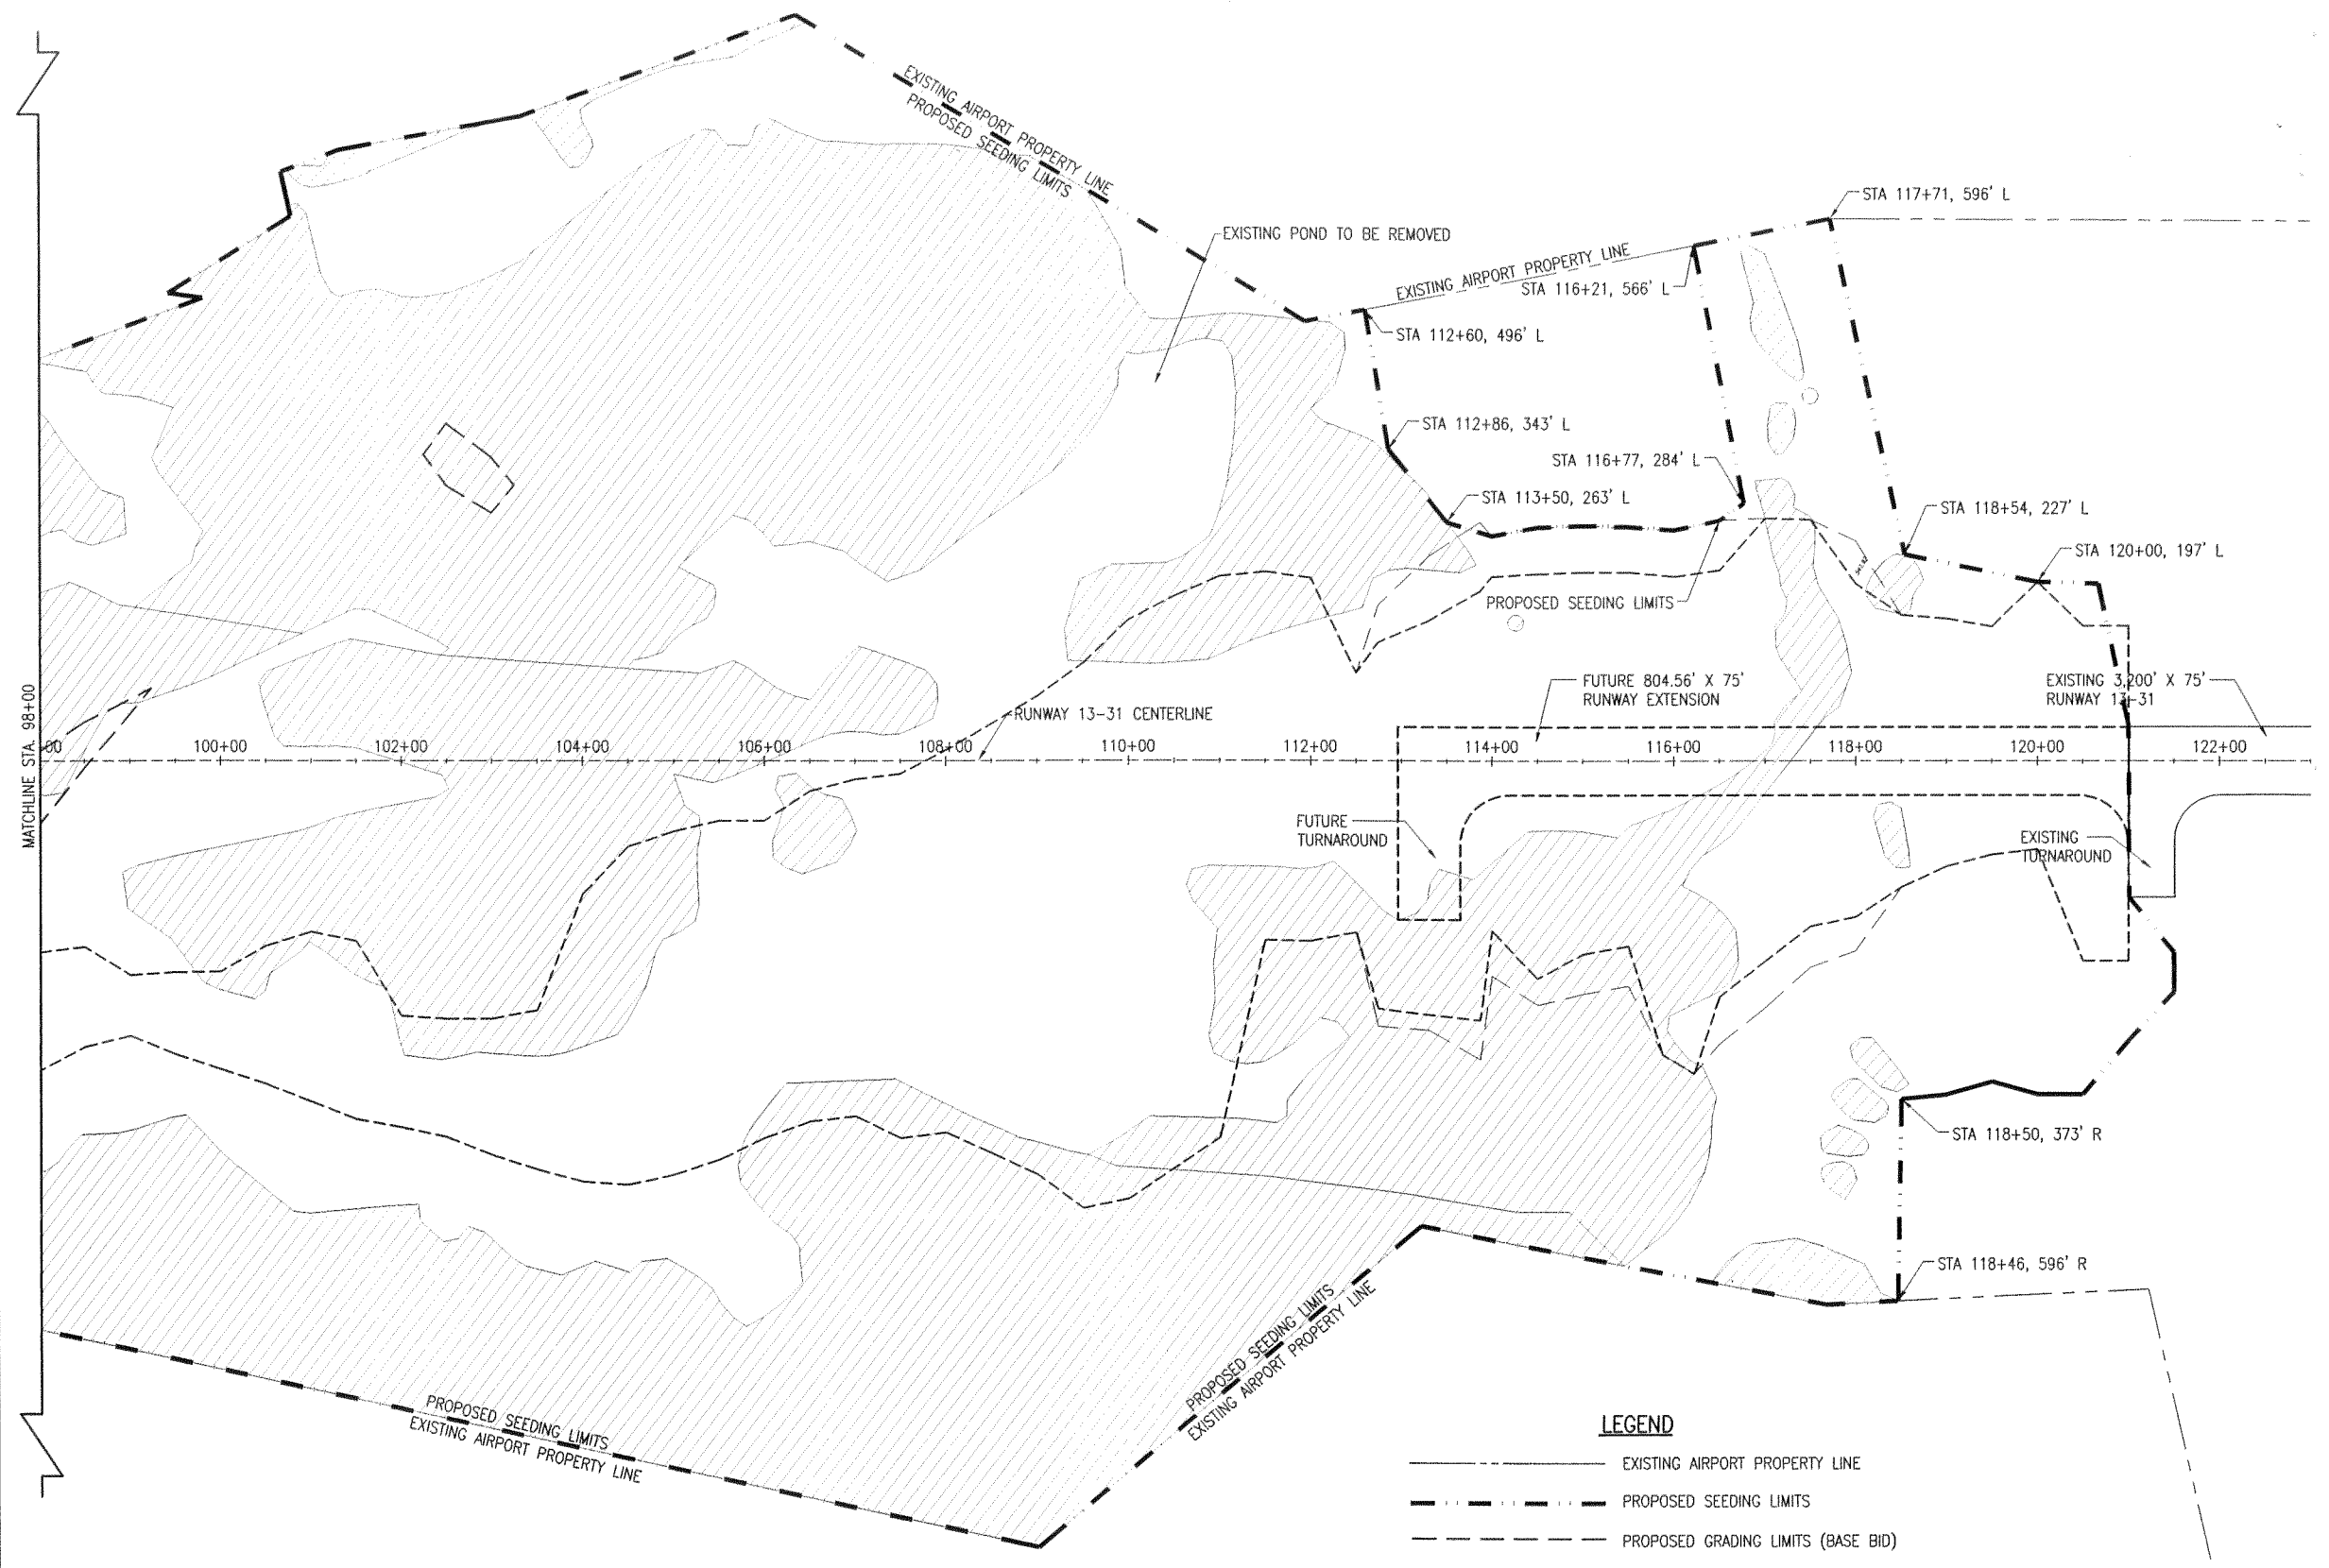 EXISTING AIRPORT PROPERTY LINE
PROPOSED SEEDING LIMITS
STA 117+71, 596' L
EXISTING POND TO BE REMOVED
EXISTING AIRPORT PROPERTY LINE
STA 116+21, 566' L
STA 112+60, 496' L
STA 112+86, 343' L
STA 116+77, 284' L
STA 113+50, 263' L
STA 118+54, 227' L
STA 120+00, 197' L
PROPOSED SEEDING LIMITS
FUTURE 804.56' X 75'
RUNWAY EXTENSION
EXISTING 3,200' X 75'
RUNWAY 13-31
RUNWAY 13-31 CENTERLINE
MATCHLINE STA. 98+00
00
100+00
102+00
104+00
106+00
108+00
110+00
112+00
114+00
116+00
118+00
120+00
122+00
FUTURE
TURNAROUND
EXISTING
TURNAROUND
STA 118+50, 373' R
STA 118+46, 596' R
PROPOSED SEEDING LIMITS
EXISTING AIRPORT PROPERTY LINE
PROPOSED SEEDING LIMITS
EXISTING AIRPORT PROPERTY LINE
LEGEND
EXISTING AIRPORT PROPERTY LINE
PROPOSED SEEDING LIMITS
PROPOSED GRADING LIMITS (BASE BID)